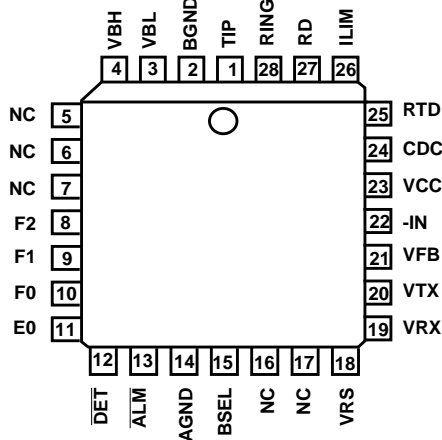 VBH VBL BGND TIP RING RD ILIM
4 3 2 1 28 27 26
NC 5 25 RTD
NC 6 24 CDC
NC 7 23 VCC
F2 8 22 -IN
F1 9 21 VFB
F0 10 20 VTX
E0 11 19 VRX
12 13 14 15 16 17 18
DET ALM AGND BSEL NC NC VRS